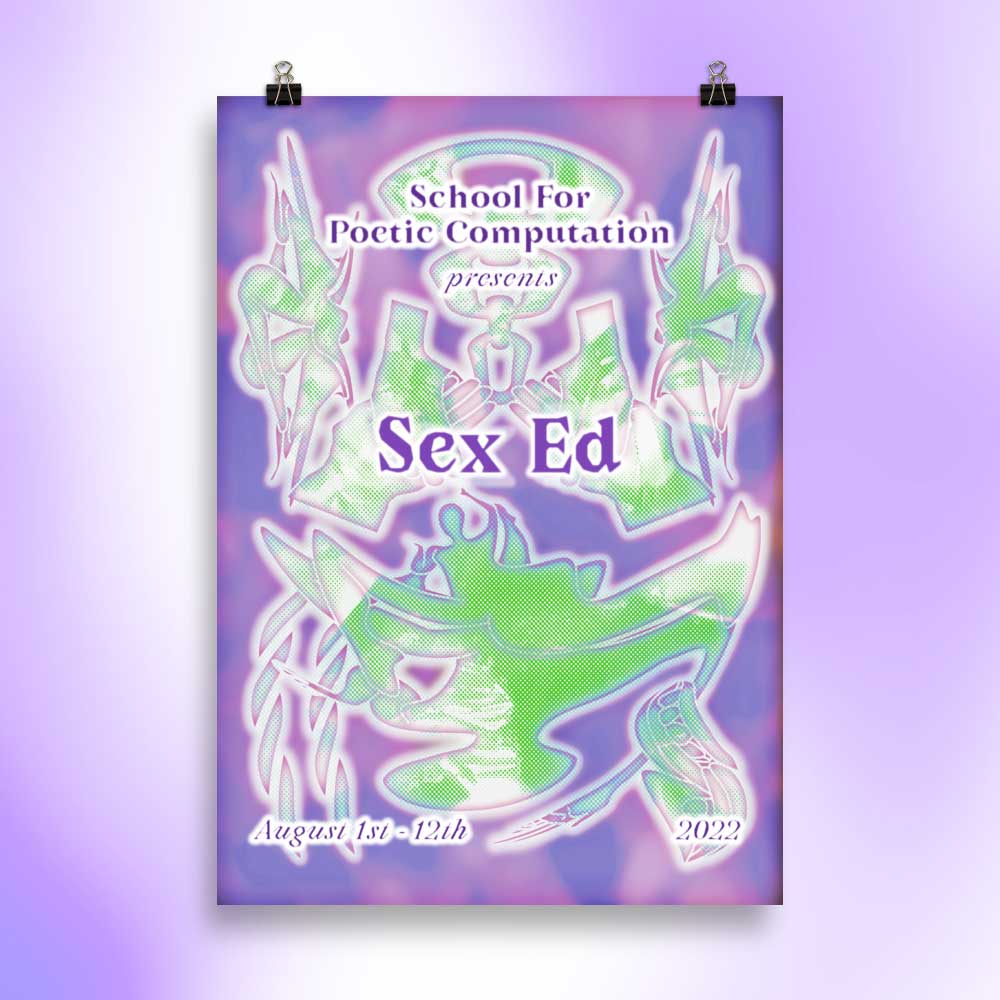 School For
Poetic Computation
presents
Sex Ed
August 1st - 12th
2022